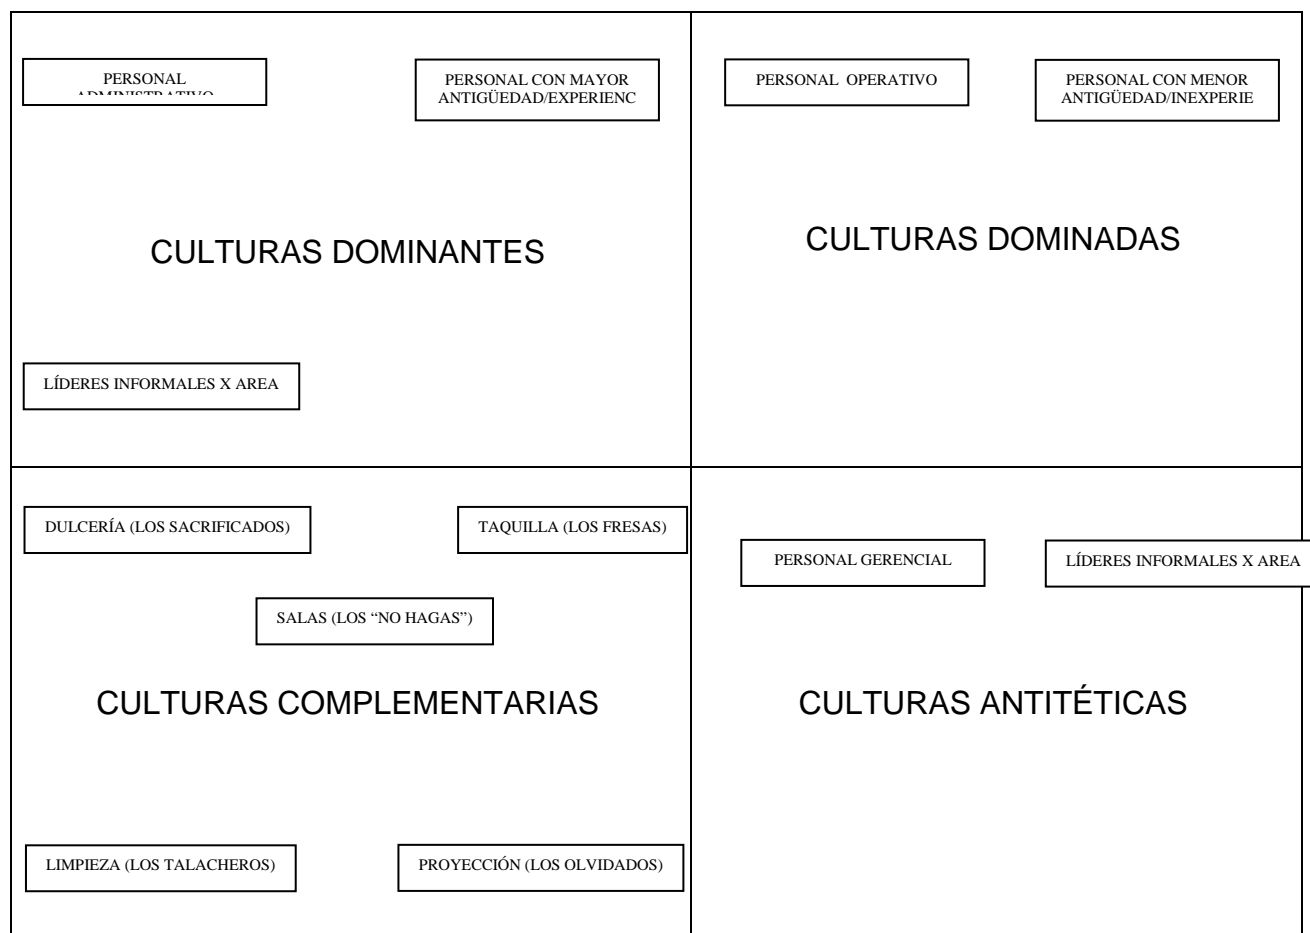 PERSONAL
ADMINISTRATIVO
PERSONAL CON MAYOR
ANTIGÜEDAD/EXPERIENC
CULTURAS DOMINANTES
LÍDERES INFORMALES X AREA
PERSONAL OPERATIVO
PERSONAL CON MENOR
ANTIGÜEDAD/INEXPERIE
CULTURAS DOMINADAS
DULCERÍA (LOS SACRIFICADOS)
TAQUILLA (LOS FRESAS)
SALAS (LOS “NO HAGAS”)
CULTURAS COMPLEMENTARIAS
LIMPIEZA (LOS TALACHEROS)
PROYECCIÓN (LOS OLVIDADOS)
PERSONAL GERENCIAL
LÍDERES INFORMALES X AREA
CULTURAS ANTITÉTICAS